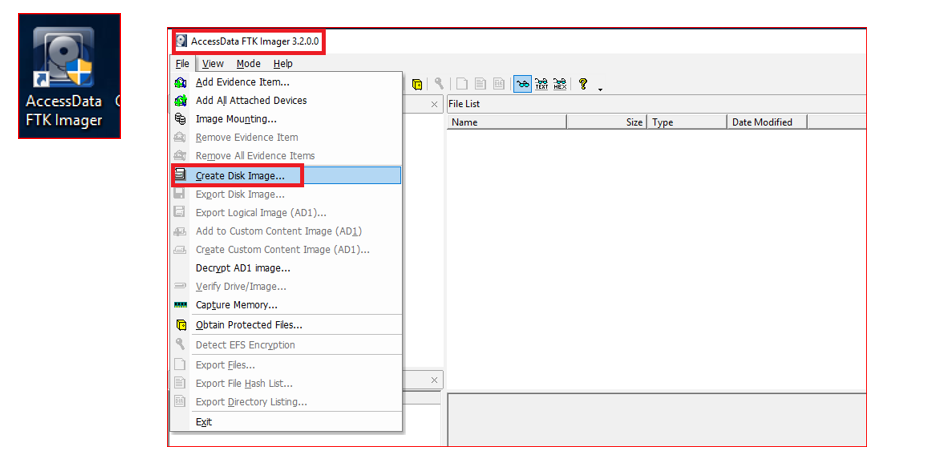 AccessData
FTK Imager
AccessData FTK Imager 3.2.0.0
File View Mode Help
Add Evidence Item...
Add All Attached Devices
Image Mounting...
Remove Evidence Item
Remove All Evidence Items
Create Disk Image...
Export Disk Image...
Export Logical Image (AD1)...
Add to Custom Content Image (AD1)
Create Custom Content Image (AD1)...
Decrypt AD1 image...
Verify Drive/Image...
Capture Memory...
Obtain Protected Files...
Detect EFS Encryption
Export Files...
Export File Hash List...
Export Directory Listing...
Exit
TEXT HEX
File List
Name Size Type Date Modified